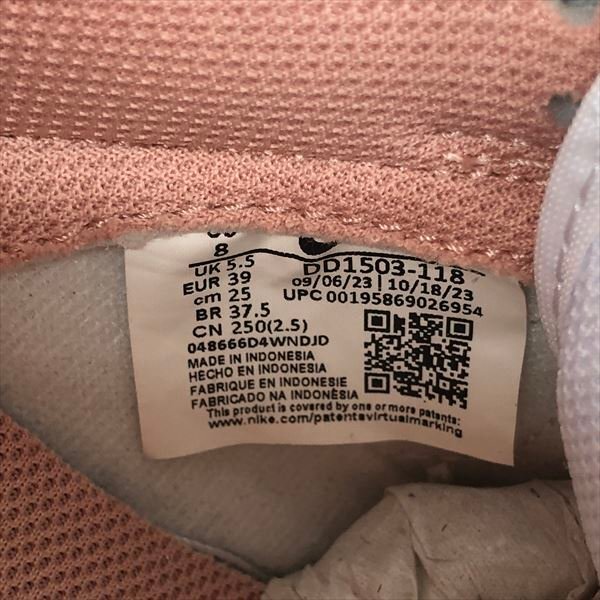 8
UK 5.5
EUR 39
cm 25
BR 37.5
CN 250(2.5)
048666D4WNDJD
DD1503-118
09/06/23 | 10/18/23
UPC 00195869026954
MADE IN INDONESIA
HECHO EN INDONESIA
FABRIQUE EN INDONESIE
FABRICADO NA INDONÉSIA
This product is covered by one or more patents:
www.nike.com/patentavirtualmarking